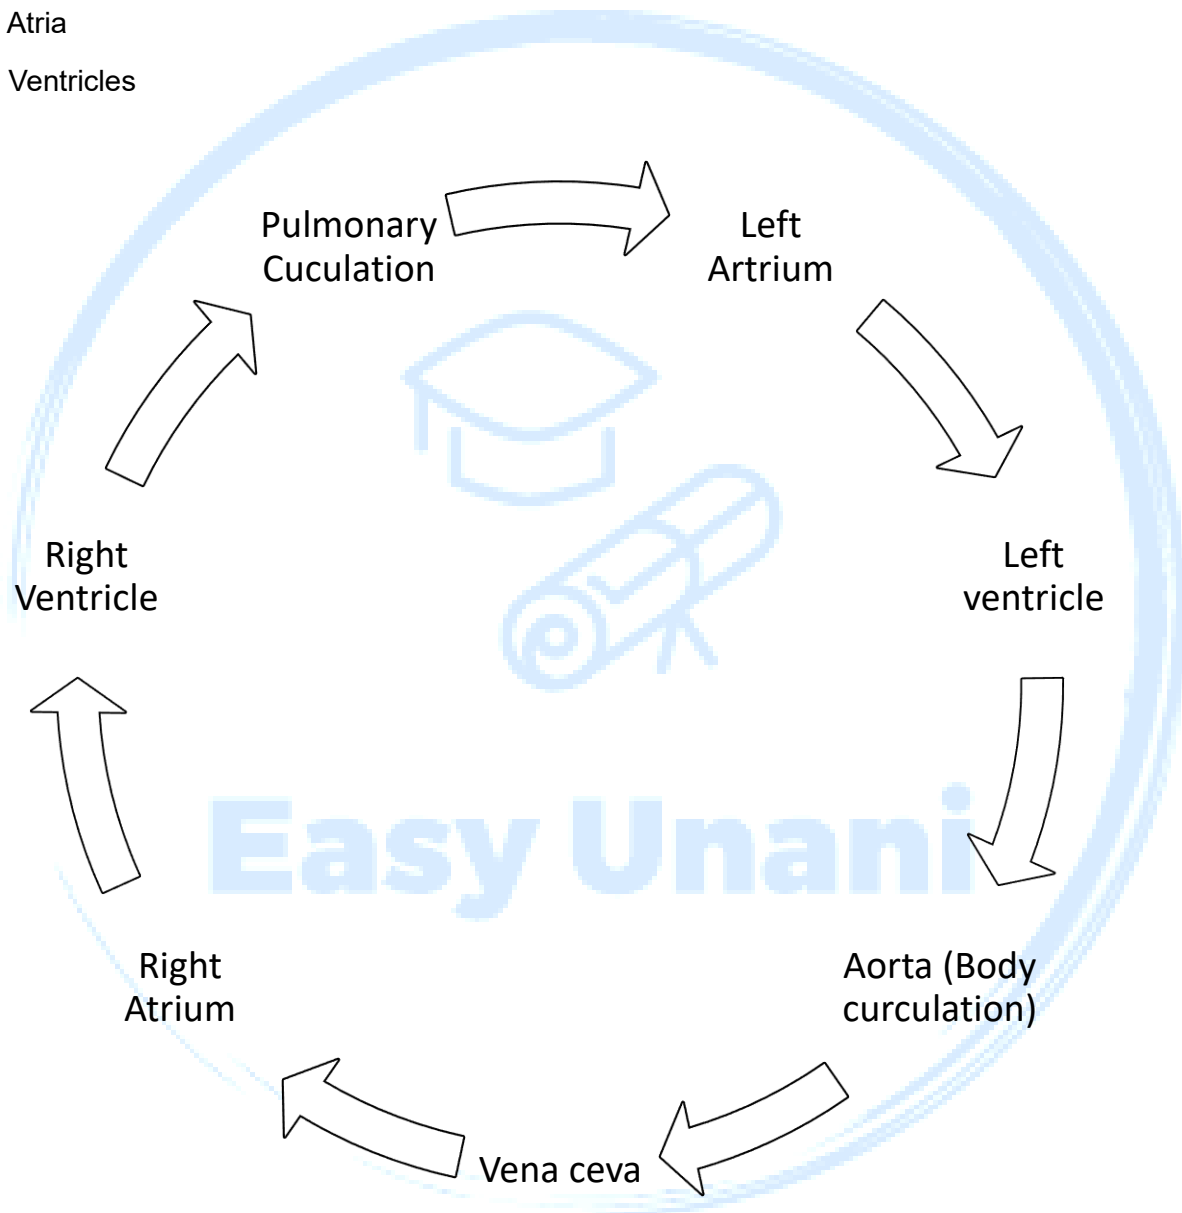 Atria
Ventricles
Pulmonary
Cuculation
Left
Artrium
Left
ventricle
Aorta (Body
curculation)
Vena ceva
Right
Atrium
Right
Ventricle
Easy Unani